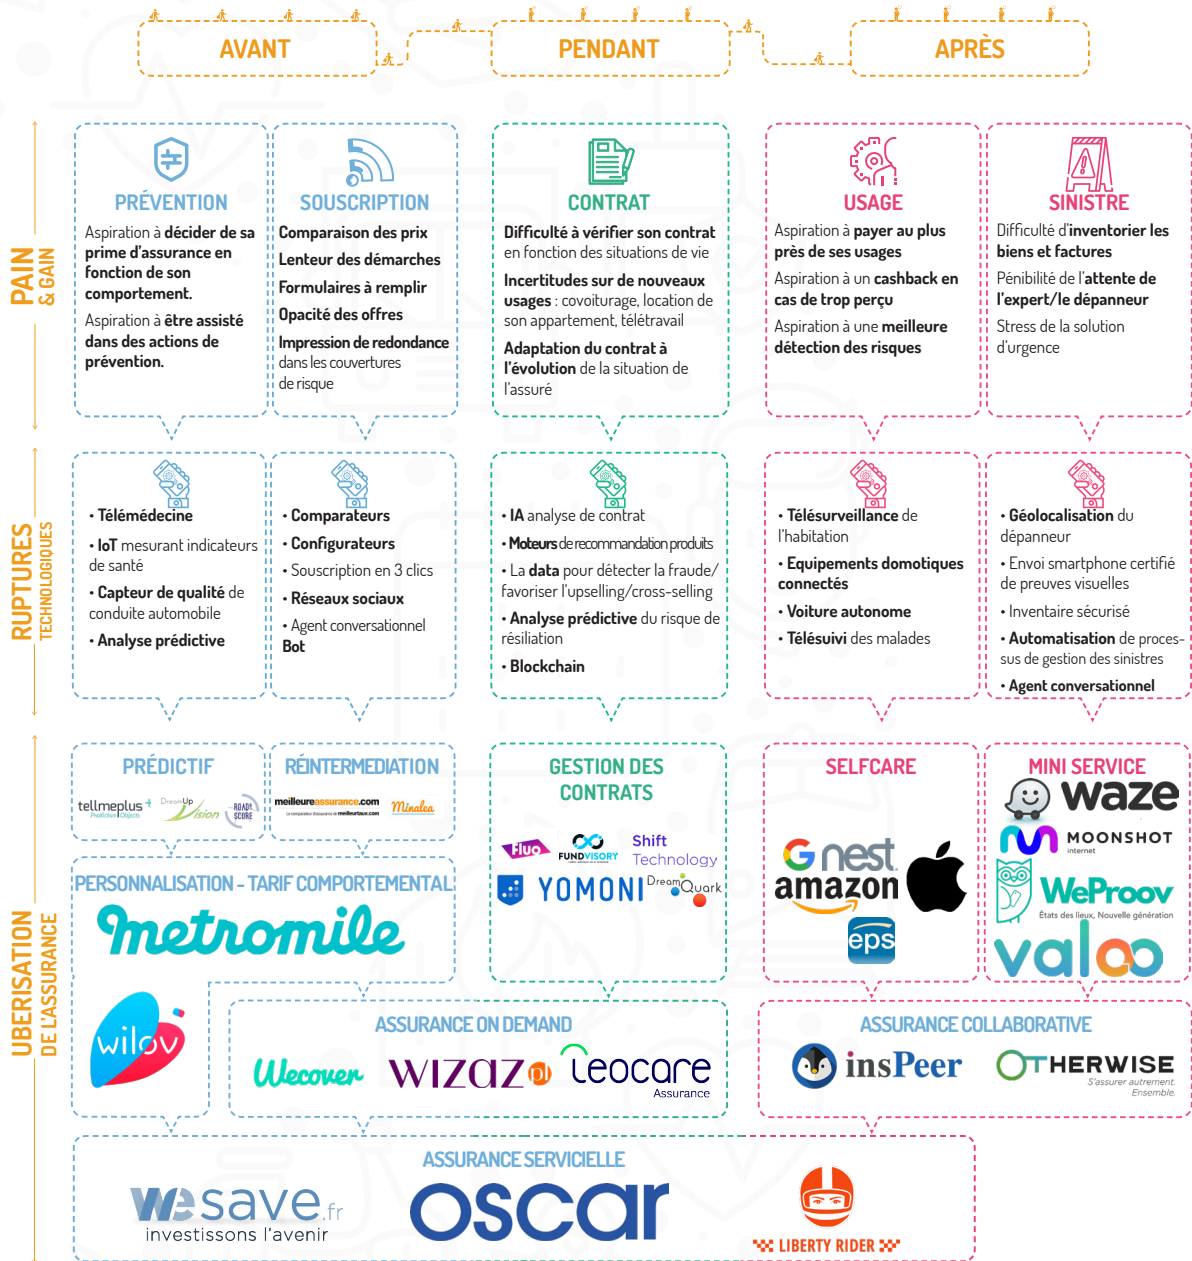 AVANT
PENDANT
APRÈS
PAIN
& GAIN
PRÉVENTION
Aspiration à décider de sa
prime d'assurance en
fonction de son
comportement.
Aspiration à être assisté
dans des actions de
prévention.
SOUSCRIPTION
Comparaison des prix
Lenteur des démarches
Formulaires à remplir
Opacité des offres
Impression de redondance
dans les couvertures
de risque
CONTRAT
Difficulté à vérifier son contrat
en fonction des situations de vie
Incertitudes sur de nouveaux
usages : covoiturage, location de
son appartement, télétravail
Adaptation du contrat à
l'évolution de la situation de
l'assuré
USAGE
Aspiration à payer au plus
près de ses usages
Aspiration à un cashback en
cas de trop perçu
Aspiration à une meilleure
détection des risques
SINISTRE
Difficulté d'inventorier les
biens et factures
Pénibilité de l'attente de
l'expert/le dépanneur
Stress de la solution
d'urgence
RUPTURES
TECHNOLOGIQUES
• Télémédecine
• IoT mesurant indicateurs
de santé
• Capteur de qualité de
conduite automobile
• Analyse prédictive
• Comparateurs
• Configurateurs
• Souscription en 3 clics
• Réseaux sociaux
• Agent conversationnel
Bot
• IA analyse de contrat
• Moteurs de recommandation produits
• La data pour détecter la fraude/
favoriser l'upselling/cross-selling
• Analyse prédictive du risque de
résiliation
• Blockchain
• Télésurveillance de
l'habitation
• Equipements domotiques
connectés
• Voiture autonome
• Télésuivi des malades
• Géolocalisation du
dépanneur
• Envoi smartphone certifié
de preuves visuelles
• Inventaire sécurisé
• Automatisation de proces-
sus de gestion des sinistres
• Agent conversationnel
UBERISATION
DE L'ASSURANCE
PRÉDICTIF
tellmeplus
Predictive Objects
DreamUp
Vision
ROAD
SCORE
RÉINTERMEDIATION
meilleureassurance.com
Le comparateur d'assurance de meilleurtaux.com
Minalea
PERSONNALISATION - TARIF COMPORTEMENTAL
metromile
wilov
GESTION DES
CONTRATS
Fluo
FUNDVISORY
Shift
Technology
YOMONI
DreamQuark
SELFCARE
G nest
amazon
eps
MINI SERVICE
waze
MOONSHOT
internet
WeProov
États des lieux, Nouvelle génération
valoo
ASSURANCE ON DEMAND
Wecover
WIZAZ pl
Leocare
Assurance
ASSURANCE COLLABORATIVE
insPeer
OTHERWISE
S'assurer autrement.
Ensemble.
ASSURANCE SERVICIELLE
Wesave.fr
investissons l'avenir
oscar
LIBERTY RIDER